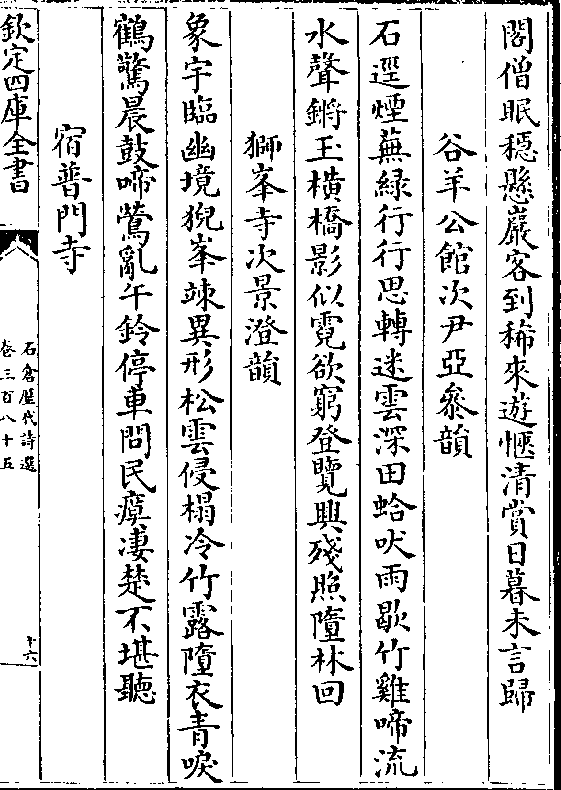 閣僧眠穩懸巖客到稀來遊愜清賞日暮未言歸
谷羊公館次尹亞參韻
石逕煙蕪緑行行思轉迷雲深田蛤吠雨歇竹雞啼流
水聲鏘玉橫橋影似霓欲窮登覽興殘照墮林回
獅峯寺次景澄韻
象宇臨幽境猊峯竦異形松雲侵榻冷竹露墮衣青唳
鶴驚晨鼓啼鶯亂午鈴停車問民瘼凄楚不堪聽
宿普門寺
欽定四庫全書
石倉歷代詩選
卷三百八十五
十六